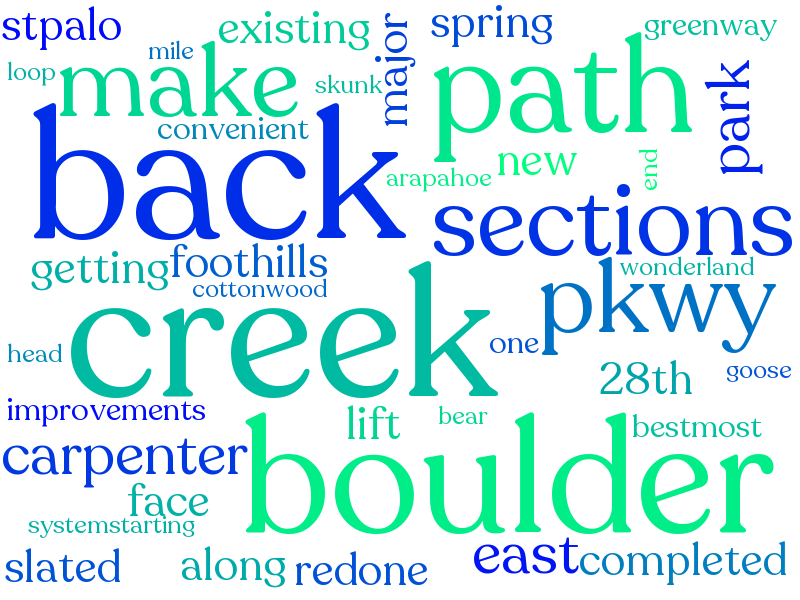 stpalo
existing
major
spring
greenway
mile
loop
make
skunk
path
park
convenient
back
new
end
arapahoe
sections
getting
foothills
wonderland
cottonwood
pkwy
creek
one
head
28th
goose
improvements
lift
bear
bestmost
carpenter
boulder
face
systemstarting
slated
along
redone
east
completed